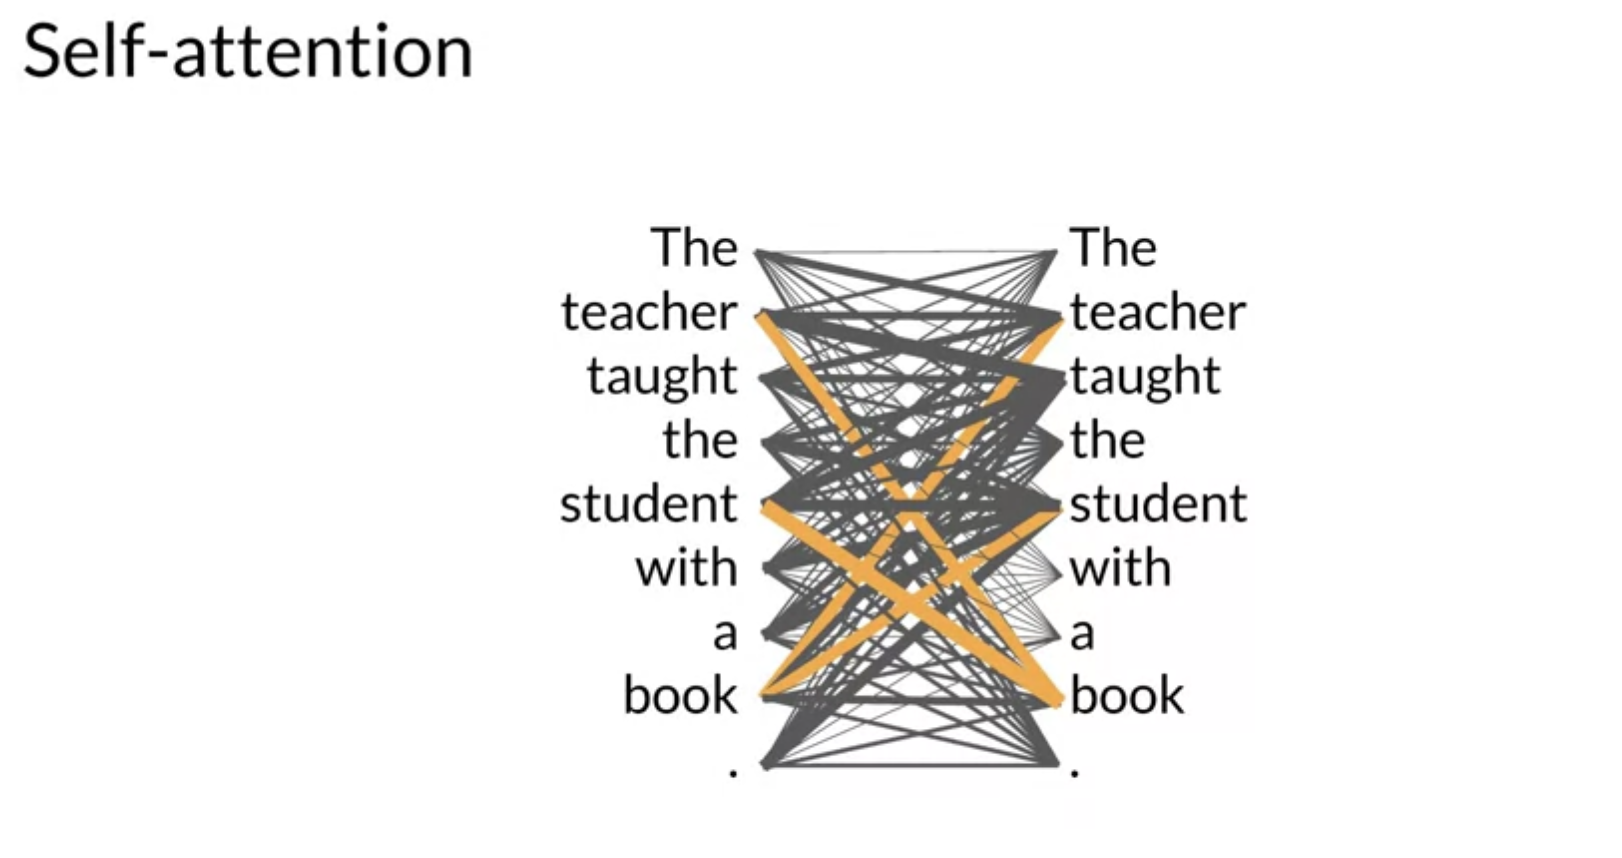 Self-attention
The The
teacher teacher
taught taught
the the
student student
with with
a a
book book
. .